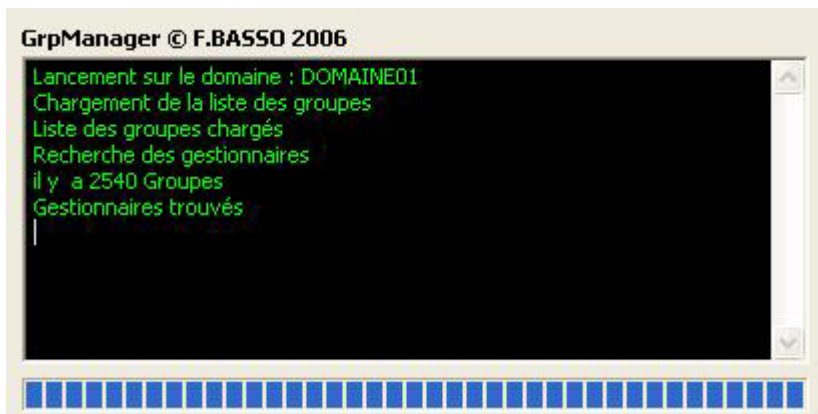 GrpManager © F.BASSO 2006
Lancement sur le domaine : DOMAINE01
Chargement de la liste des groupes
Liste des groupes chargés
Recherche des gestionnaires
il y  a 2540 Groupes
Gestionnaires trouvés